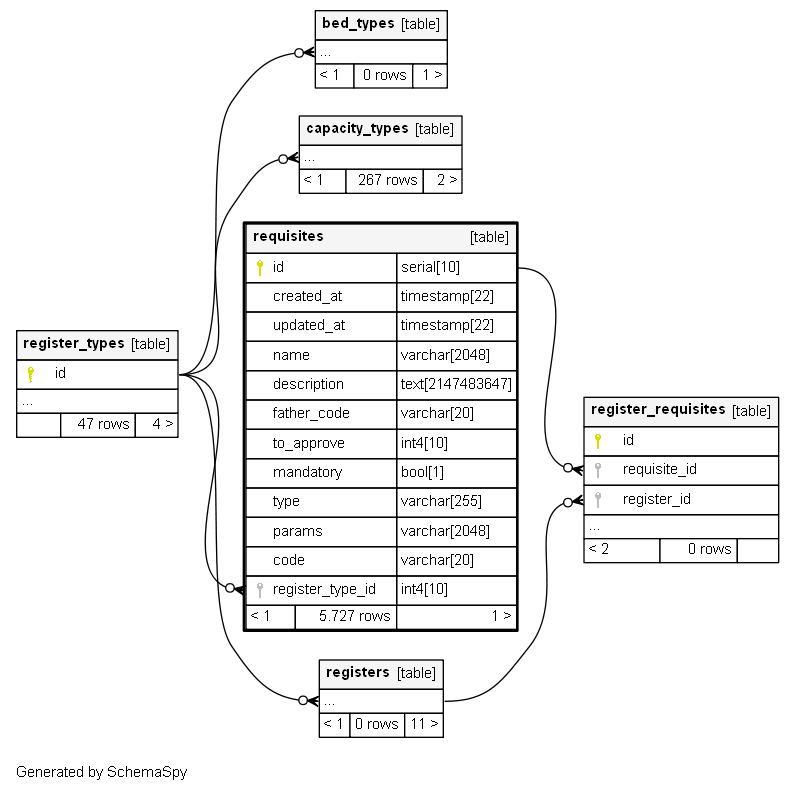 bed_types [table]
...
< 1 0 rows 1 >
capacity_types [table]
...
< 1 267 rows 2 >
requisites [table]
id serial[10]
created_at timestamp[22]
updated_at timestamp[22]
name varchar[2048]
description text[2147483647]
father_code varchar[20]
to_approve int4[10]
mandatory bool[1]
type varchar[255]
params varchar[2048]
code varchar[20]
register_type_id int4[10]
< 1 5.727 rows 1 >
register_types [table]
id
...
47 rows 4 >
register_requisites [table]
id
requisite_id
register_id
...
< 2 0 rows
registers [table]
...
< 1 0 rows 11 >
Generated by SchemaSpy